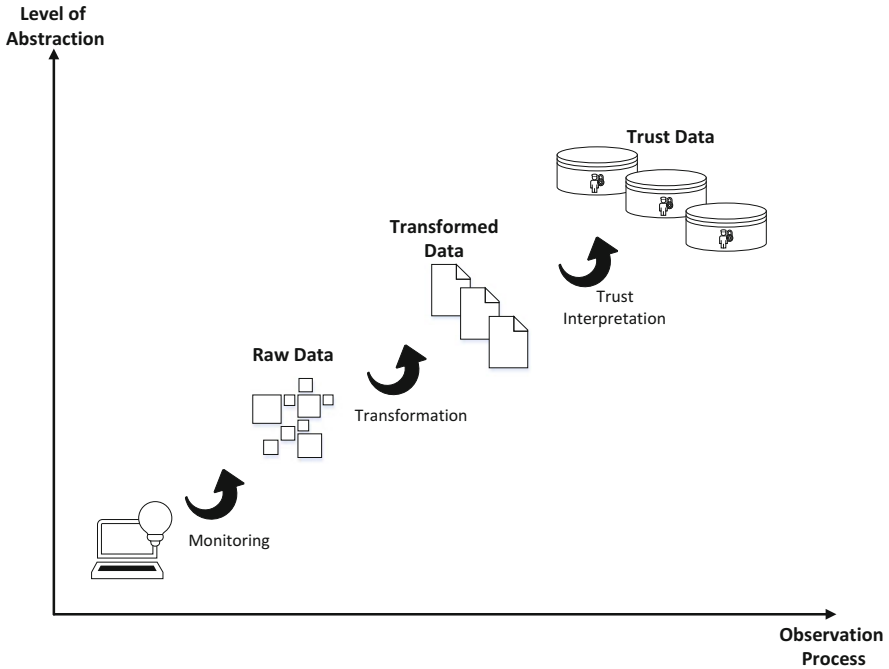 Level of
Abstraction
Trust Data
Transformed
Data
Trust
Interpretation
Raw Data
Transformation
Monitoring
Observation
Process